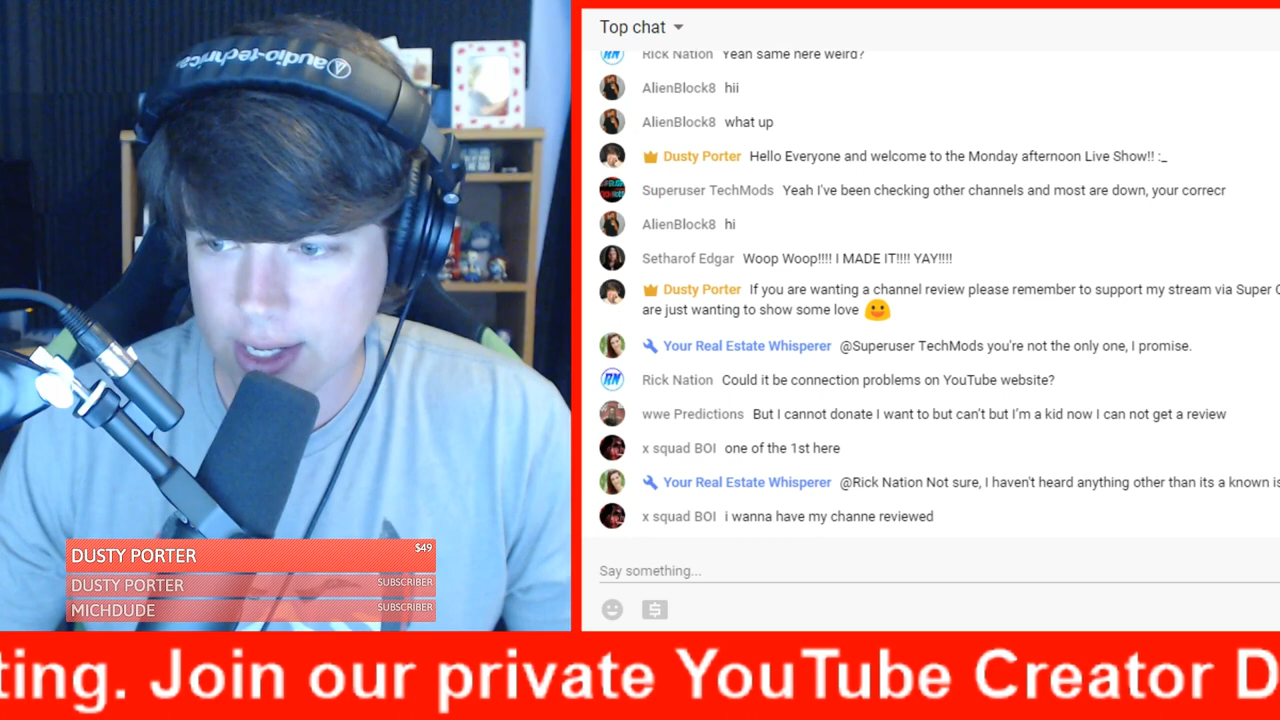 audio-technica
Top chat
Rick Nation Yeah same here weird?
AlienBlock8 hii
AlienBlock8 what up
Dusty Porter Hello Everyone and welcome to the Monday afternoon Live Show!! :_
Superuser TechMods Yeah I've been checking other channels and most are down, your correcr
AlienBlock8 hi
Setharof Edgar Woop Woop!!!! I MADE IT!!!! YAY!!!!
Dusty Porter If you are wanting a channel review please remember to support my stream via Super
are just wanting to show some love
Your Real Estate Whisperer @Superuser TechMods you're not the only one, I promise.
RN Rick Nation Could it be connection problems on YouTube website?
wwe Predictions But I cannot donate I want to but can't but I'm a kid now I can not get a review
x squad BOI one of the 1st here
Your Real Estate Whisperer @Rick Nation Not sure, I haven't heard anything other than its a known
x squad BOI i wanna have my channe reviewed
Say something...
DUSTY PORTER $49
DUSTY PORTER SUBSCRIBER
MICHDUDE SUBSCRIBER
ting. Join our private YouTube Creator D